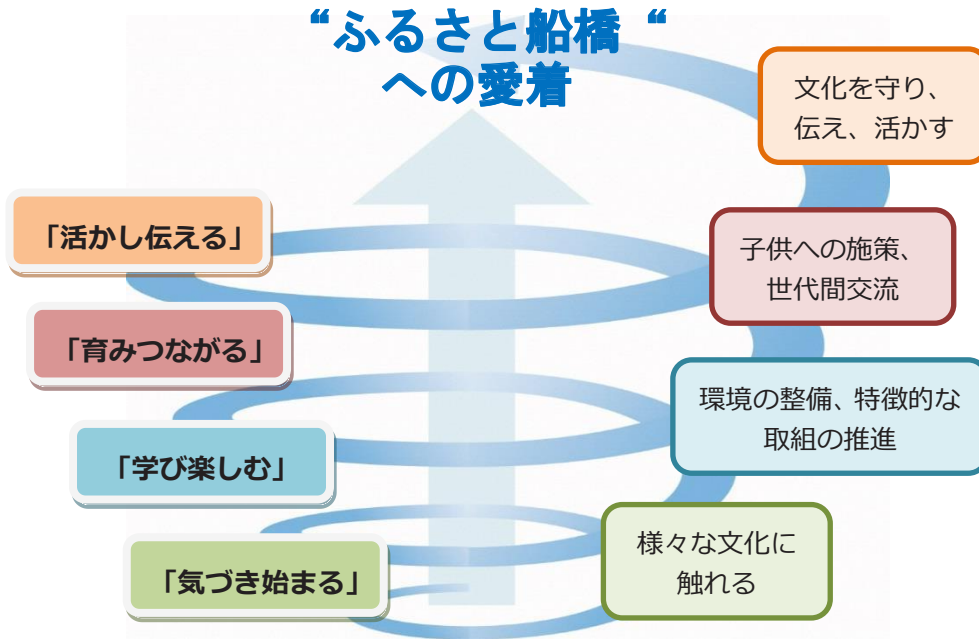 “ふるさと船橋“
への愛着
文化を守り、
伝え、活かす
「活かし伝える」
子供への施策、
世代間交流
「育みつながる」
環境の整備、特徴的な
取組の推進
「学び楽しむ」
様々な文化に
触れる
「気づき始まる」